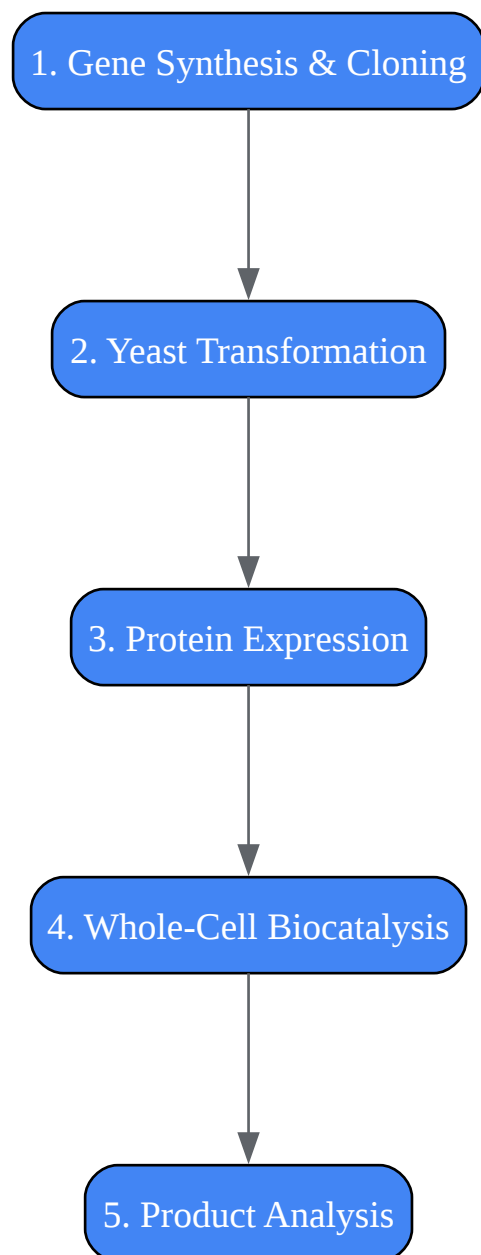 1. Gene Synthesis & Cloning
2. Yeast Transformation
3. Protein Expression
4. Whole-Cell Biocatalysis
5. Product Analysis